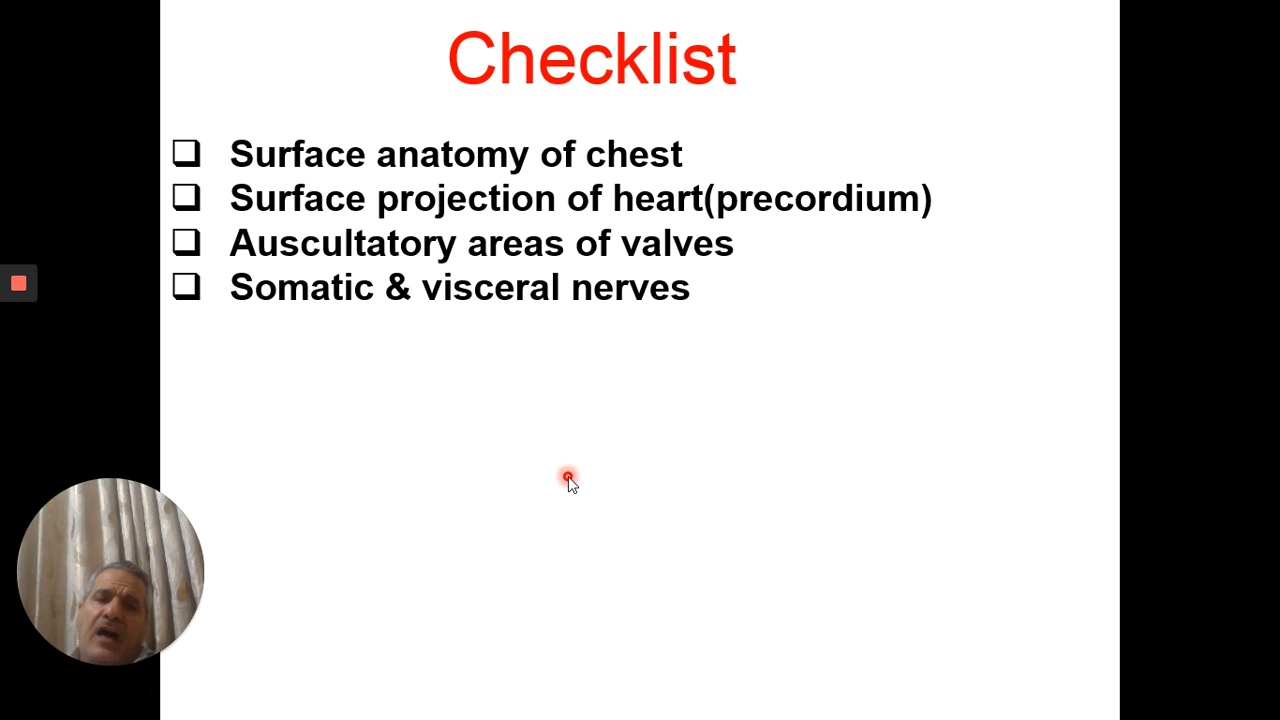 Checklist
❑ Surface anatomy of chest
❑ Surface projection of heart(precordium)
❑ Auscultatory areas of valves
❑ Somatic & visceral nerves